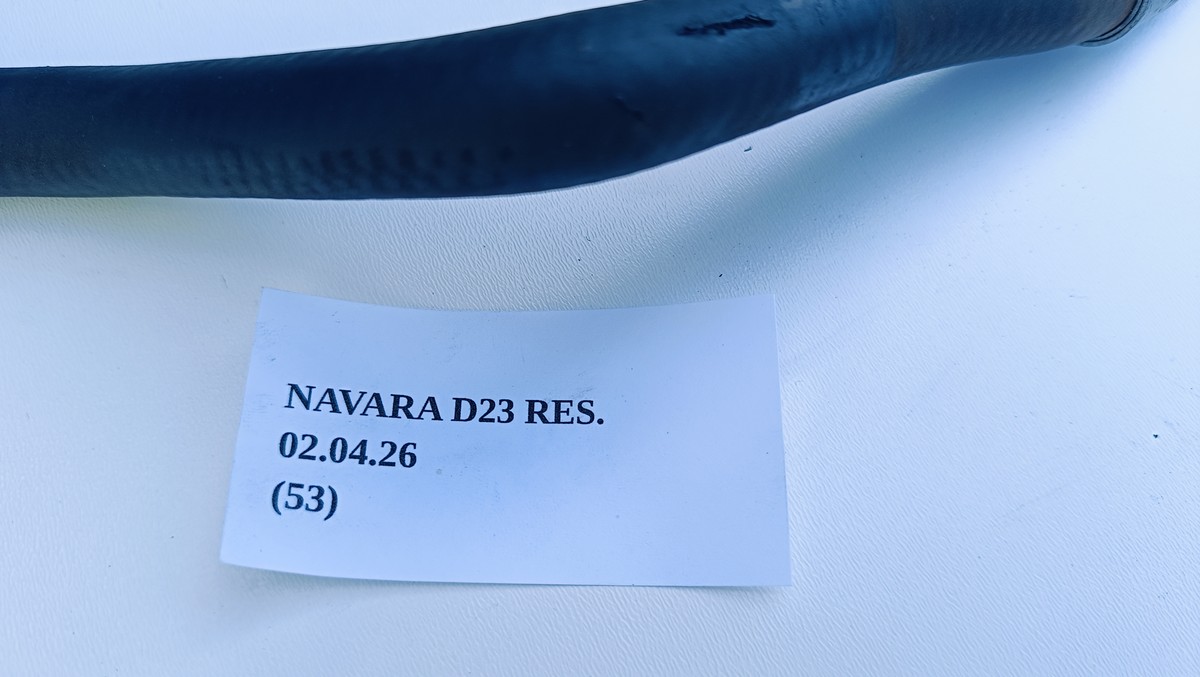 NAVARA D23 RES.
02.04.26
(53)